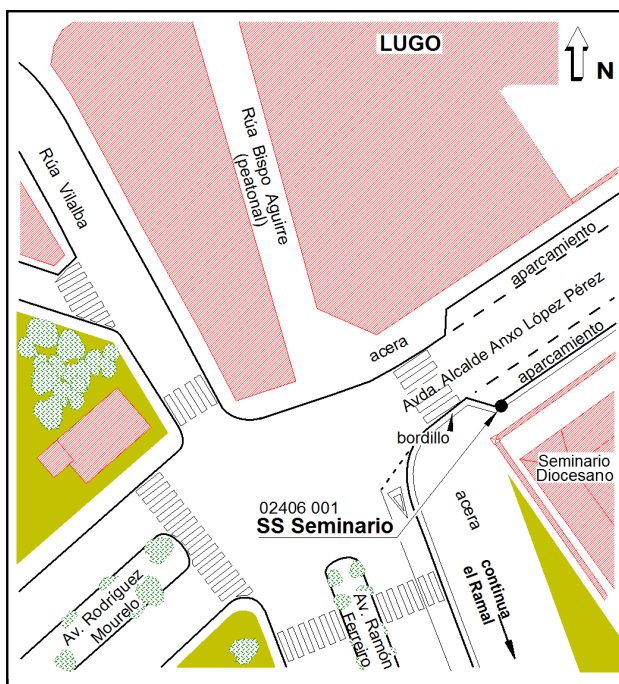 LUGO
N
Rúa Vilalba
Rúa Bispo Aguirre
(peatonal)
aparcamiento
Avda. Alcalde Anxo López Pérez
aparcamiento
acera
bordillo
Seminario
Diocesano
02406 001
SS Seminario
acera
continua
el Ramal
Av. Rodríguez
Mourelo
Av. Ramón
Ferreiro